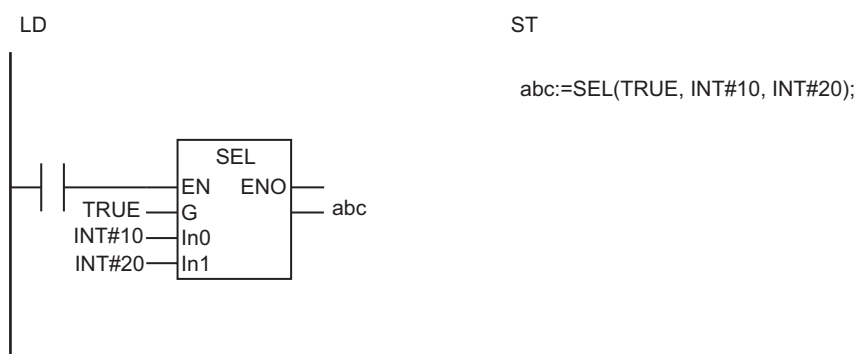 LD
ST
abc:=SEL(TRUE, INT#10, INT#20);
SEL
EN ENO
TRUE G abc
INT#10 In0
INT#20 In1